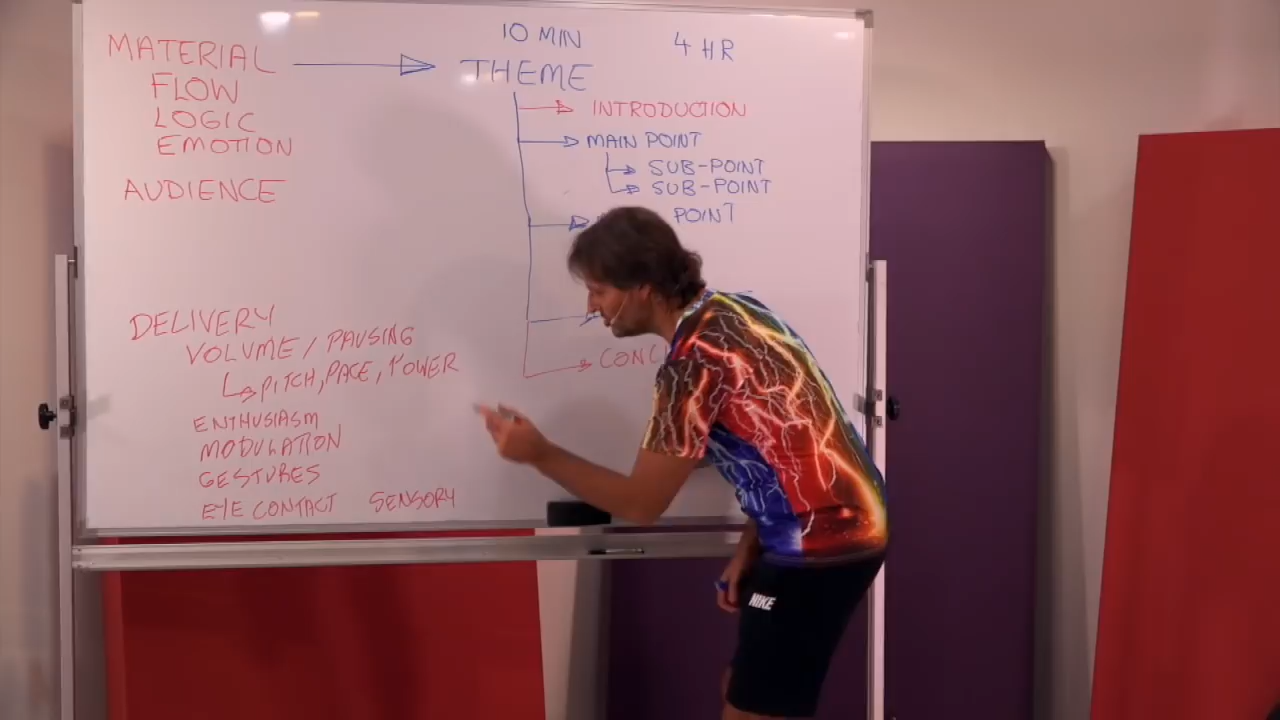 MATERIAL
FLOW
LOGIC
EMOTION
AUDIENCE
DELIVERY
VOLUME / PAUSING
PITCH, PACE, POWER
ENTHUSIASM
MODULATION
GESTURES
EYE CONTACT SENSORY
10 MIN 4 HR
THEME
INTRODUCTION
MAIN POINT
SUB-POINT
SUB-POINT
POINT
CONC
NIKE